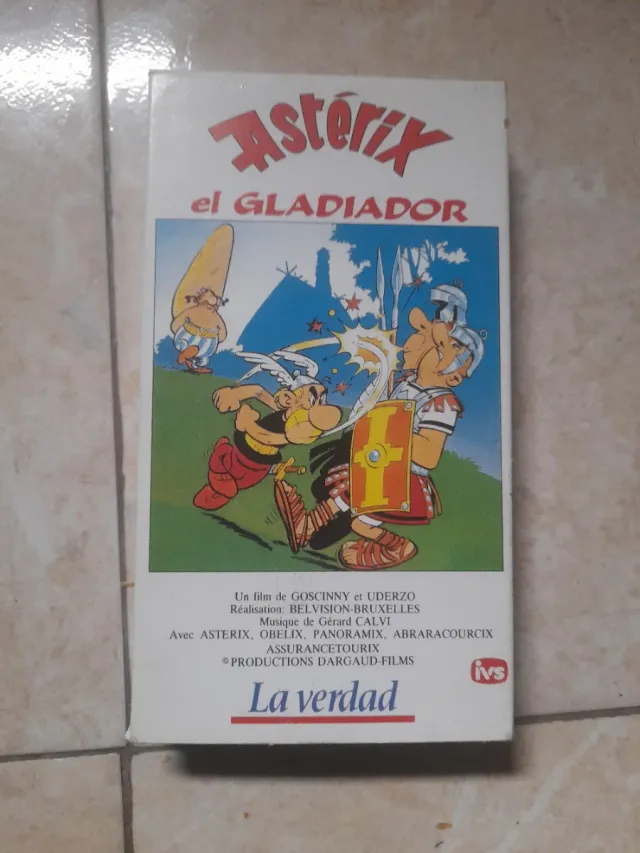 Astérix
el GLADIADOR
Un film de GOSCINNY et UDERZO
Réalisation: BELVISION-BRUXELLES
Musique de Gérard CALVI
Avec ASTERIX, OBELIX, PANORAMIX, ABRARACOURCIX
ASSURANCETOURIX
© PRODUCTIONS DARGAUD-FILMS
ivs
La verdad